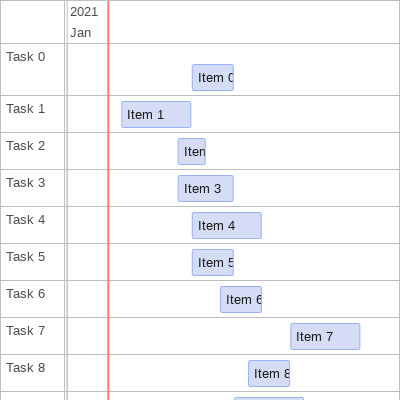 2021
Jan
Task 0
Item 0
Task 1
Item 1
Task 2
Item
Task 3
Item 3
Task 4
Item 4
Task 5
Item 5
Task 6
Item 6
Task 7
Item 7
Task 8
Item 8